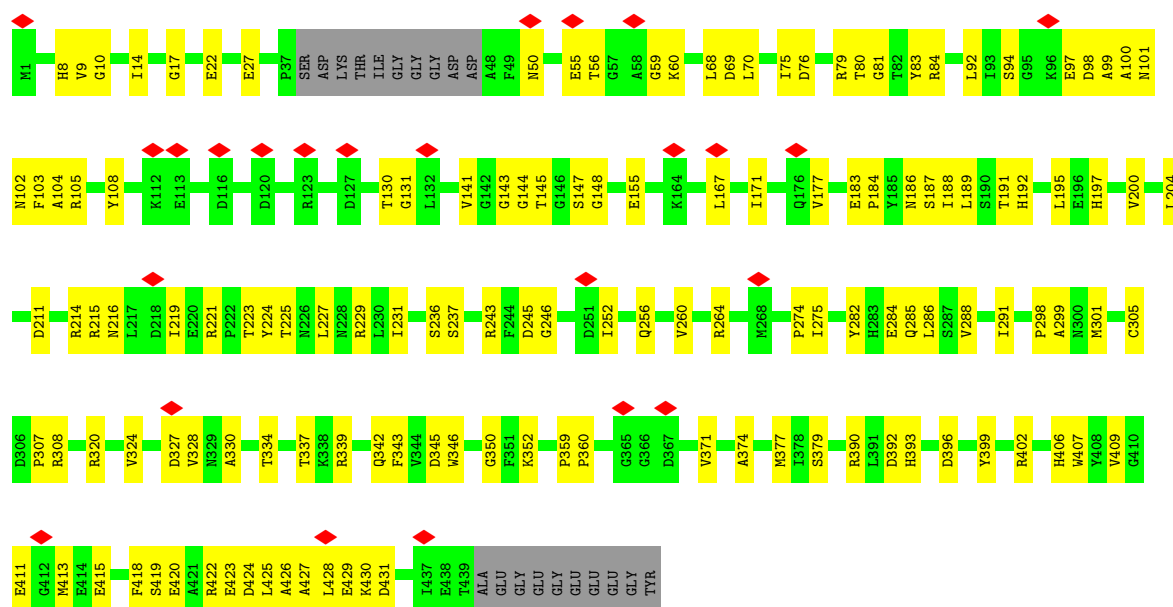 M1 H8 V9 G10 I14 G17 E22 E27 P37 SER ASP LYS THR ILE GLY GLY GLY ASP ASP A48 F49 N50 E55 T56 G57 A58 G59 K60 L68 D69 L70 I75 D76 R79 T80 G81 T82 Y83 R84 L92 I93 S94 G95 K96 E97 D98 A99 A100 N101
N102 F103 A104 R105 Y108 K112 E113 D116 D120 R123 D127 T130 G131 L132 V141 G142 G143 G144 T145 G146 S147 G148 E155 K164 L167 I171 Q176 V177 E183 P184 Y185 N186 S187 I188 L189 S190 T191 H192 L195 E196 H197 V200 L204
D211 R214 R215 N216 L217 D218 I219 E220 R221 P222 T223 Y224 T225 N226 L227 N228 R229 L230 I231 S236 S237 R243 F244 D245 G246 D251 I252 Q256 V260 R264 M268 P274 I275 Y282 H283 E284 Q285 L286 S287 V288 I291 P298 A299 N300 M301 C305
D306 P307 R308 R320 V324 D327 V328 N329 A330 T334 T337 K338 R339 Q342 F343 V344 D345 W346 G350 F351 K352 P359 P360 G365 G366 D367 V371 A374 M377 I378 S379 R390 L391 D392 H393 D396 Y399 R402 H406 W407 Y408 V409 G410
E411 G412 M413 E414 E415 F418 S419 E420 A421 R422 E423 D424 L425 A426 A427 L428 E429 K430 D431 I437 E438 T439 ALA GLU GLY GLU GLY GLU GLU GLU GLY TYR